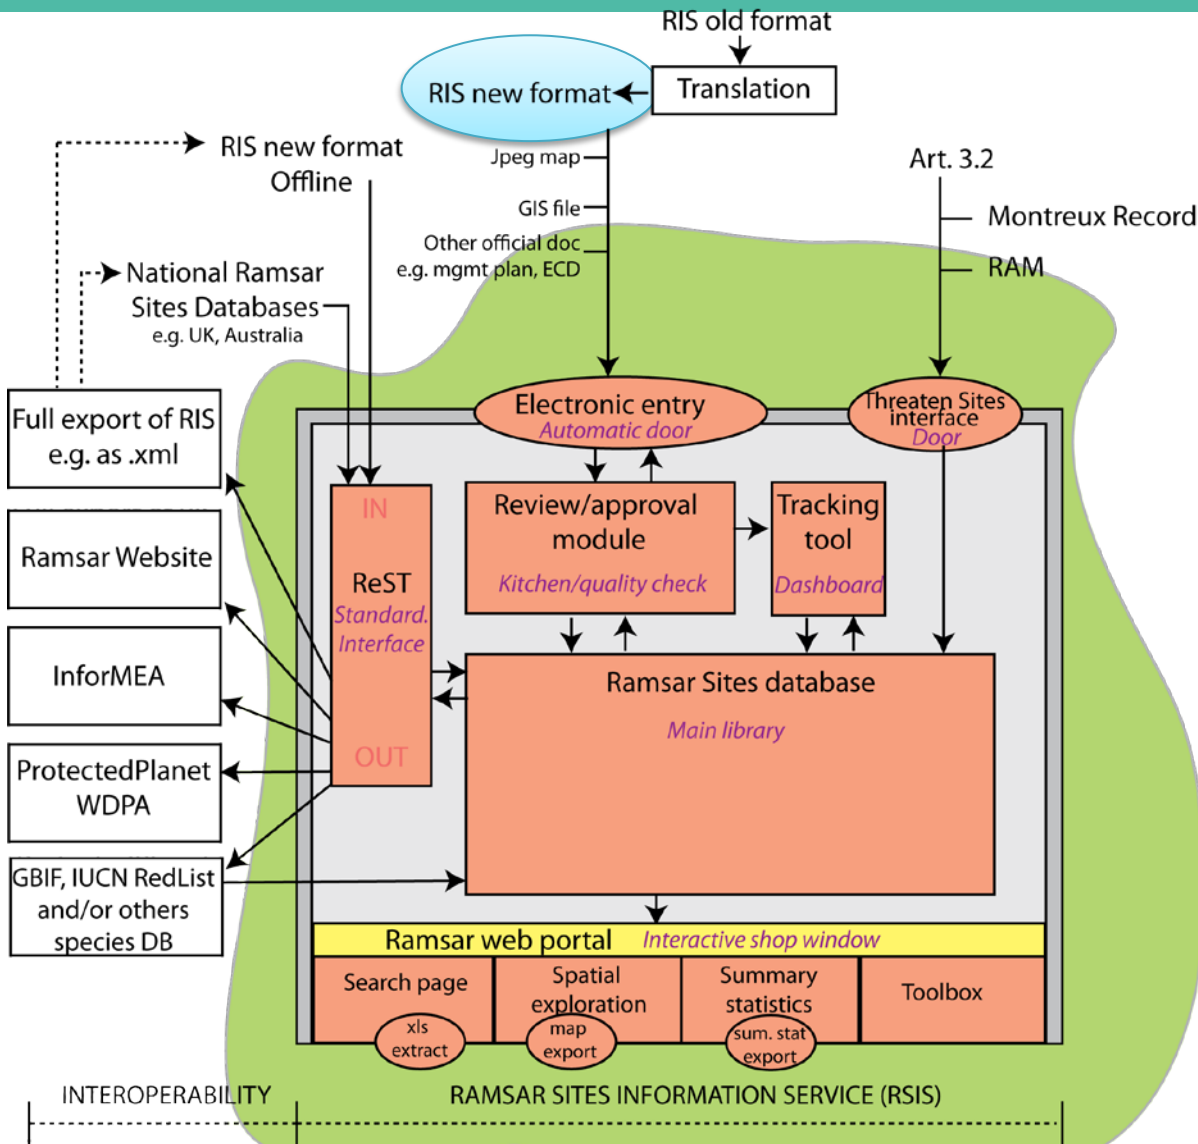 RIS old format
Translation
RIS new format
Jpeg map
GIS file
Other official doc
e.g. mgmt plan, ECD
RIS new format
Offline
National Ramsar
Sites Databases
e.g. UK, Australia
Art. 3.2
Montreux Record
RAM
Full export of RIS
e.g. as .xml
Ramsar Website
InforMEA
ProtectedPlanet
WDPA
GBIF, IUCN RedList
and/or others
species DB
Electronic entry
Automatic door
Threaten Sites
interface
Door
IN
ReST
Standard.
Interface
OUT
Review/approval
module
Kitchen/quality check
Tracking
tool
Dashboard
Ramsar Sites database
Main library
Ramsar web portal Interactive shop window
Search page
xls
extract
Spatial
exploration
map
export
Summary
statistics
sum. stat
export
Toolbox
INTEROPERABILITY
RAMSAR SITES INFORMATION SERVICE (RSIS)